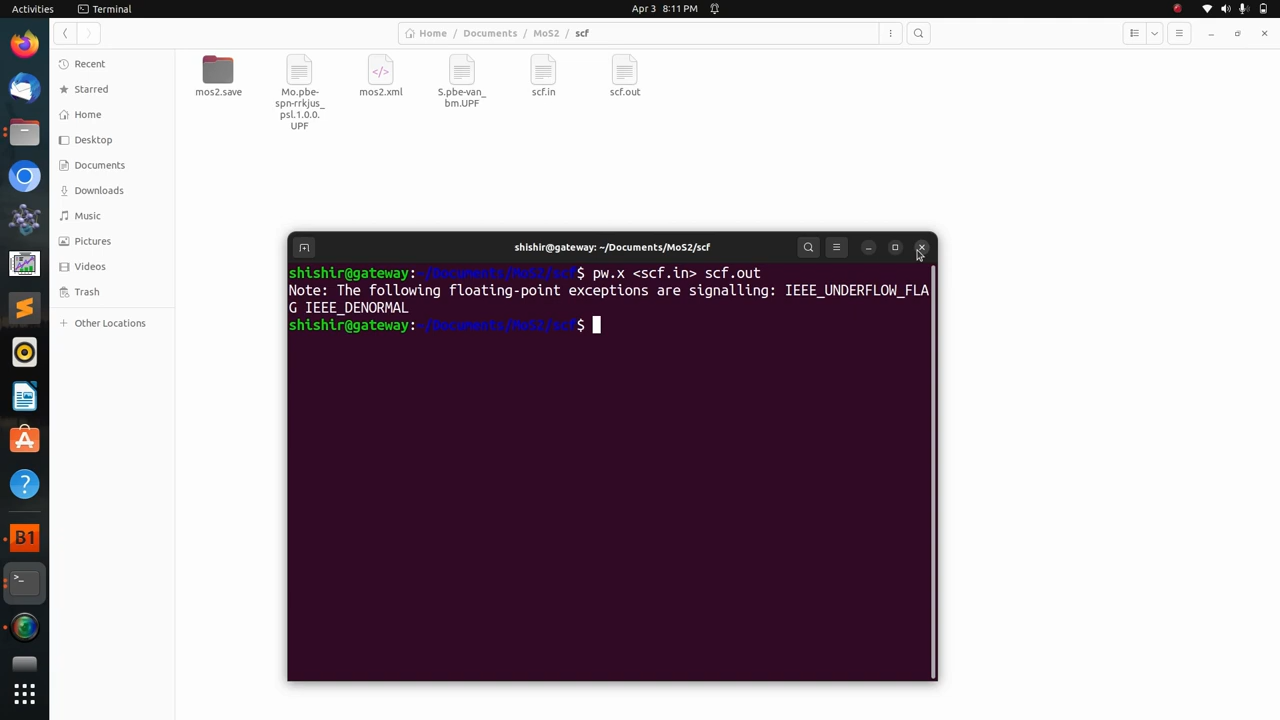 Activities
Terminal
Apr 3 8:11 PM
Home
Documents
MoS2
scf
Recent
Starred
Home
Desktop
Documents
Downloads
Music
Pictures
Videos
Trash
Other Locations
mos2.save
Mo.pbe-
spn-rrkjus_
psl.1.0.0.
UPF
mos2.xml
S.pbe-van_
bm.UPF
scf.in
scf.out
shishir@gateway: ~/Documents/MoS2/scf
shishir@gateway:~/Documents/MoS2/scf$ pw.x <scf.in> scf.out
Note: The following floating-point exceptions are signalling: IEEE_UNDERFLOW_FLA
G IEEE_DENORMAL
shishir@gateway:~/Documents/MoS2/scf$
B1